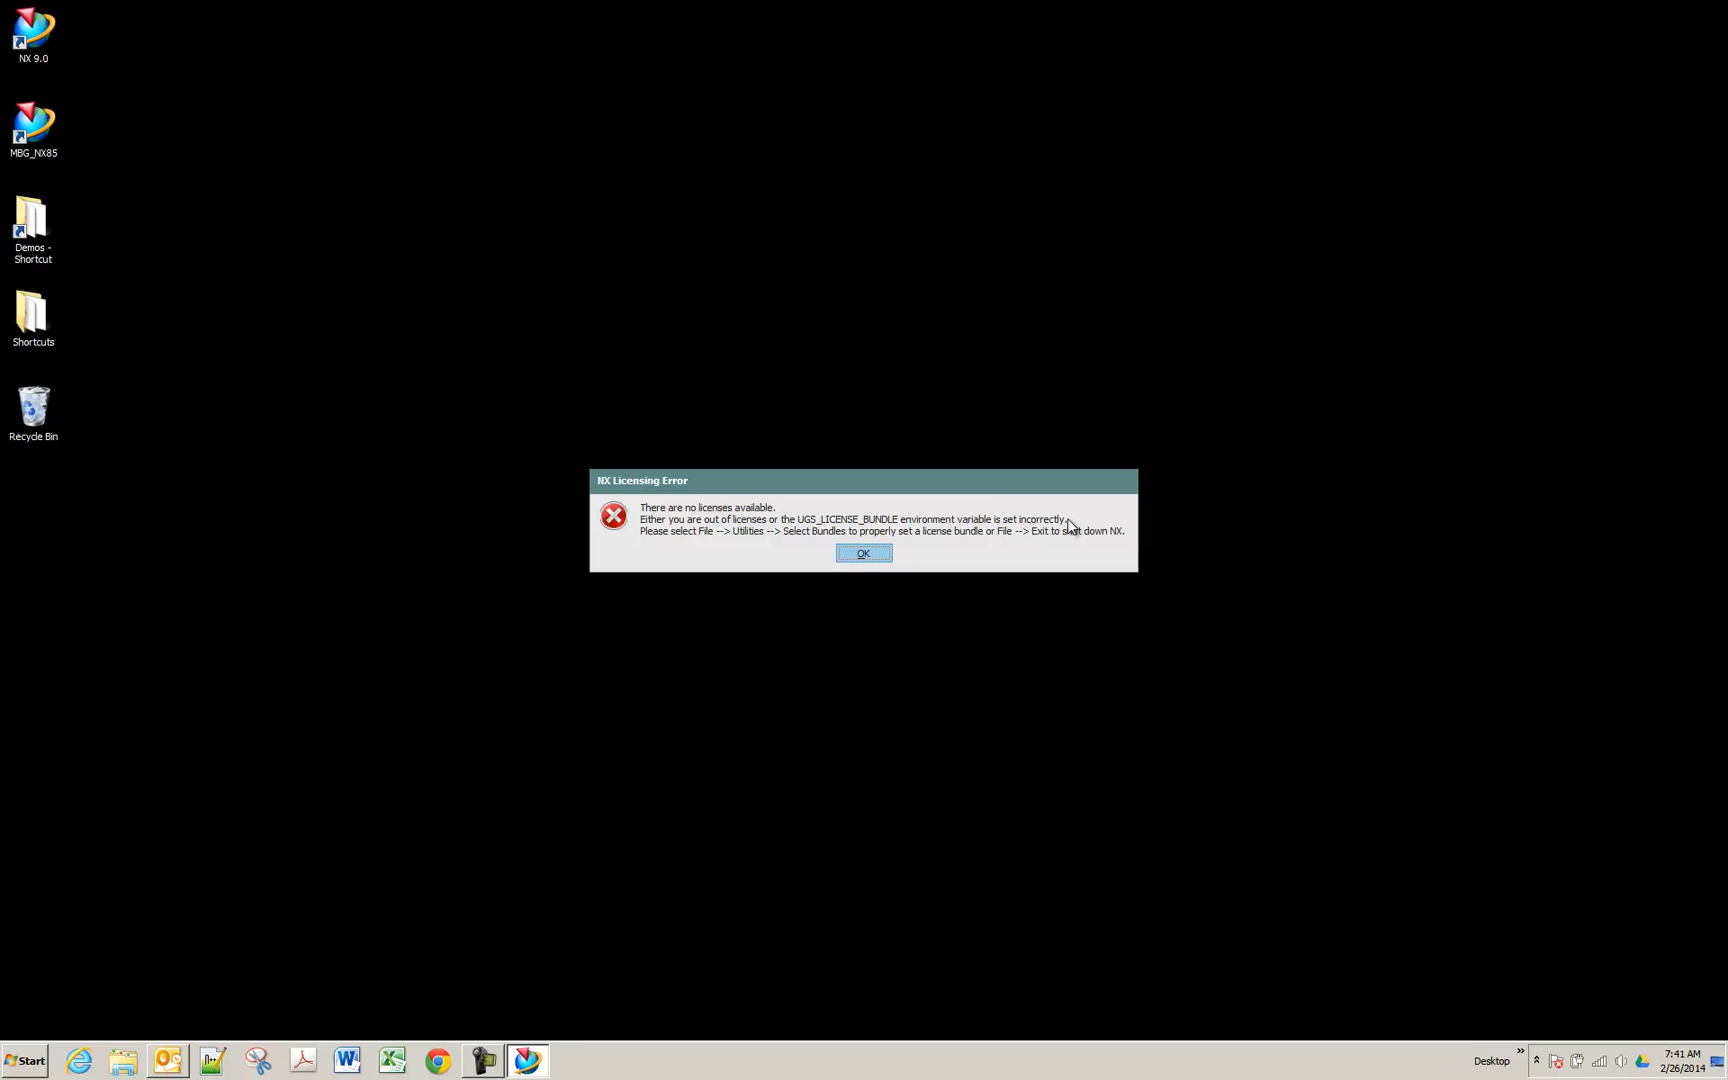 NX 9.0
MBG_NX85
Demos -
Shortcut
Shortcuts
Recycle Bin
NX Licensing Error
There are no licenses available.
Either you are out of licenses or the UGS_LICENSE_BUNDLE environment variable is set incorrectly.
Please select File --> Utilities --> Select Bundles to properly set a license bundle or File --> Exit to shut down NX.
OK
Start
Desktop
7:41 AM
2/26/2014